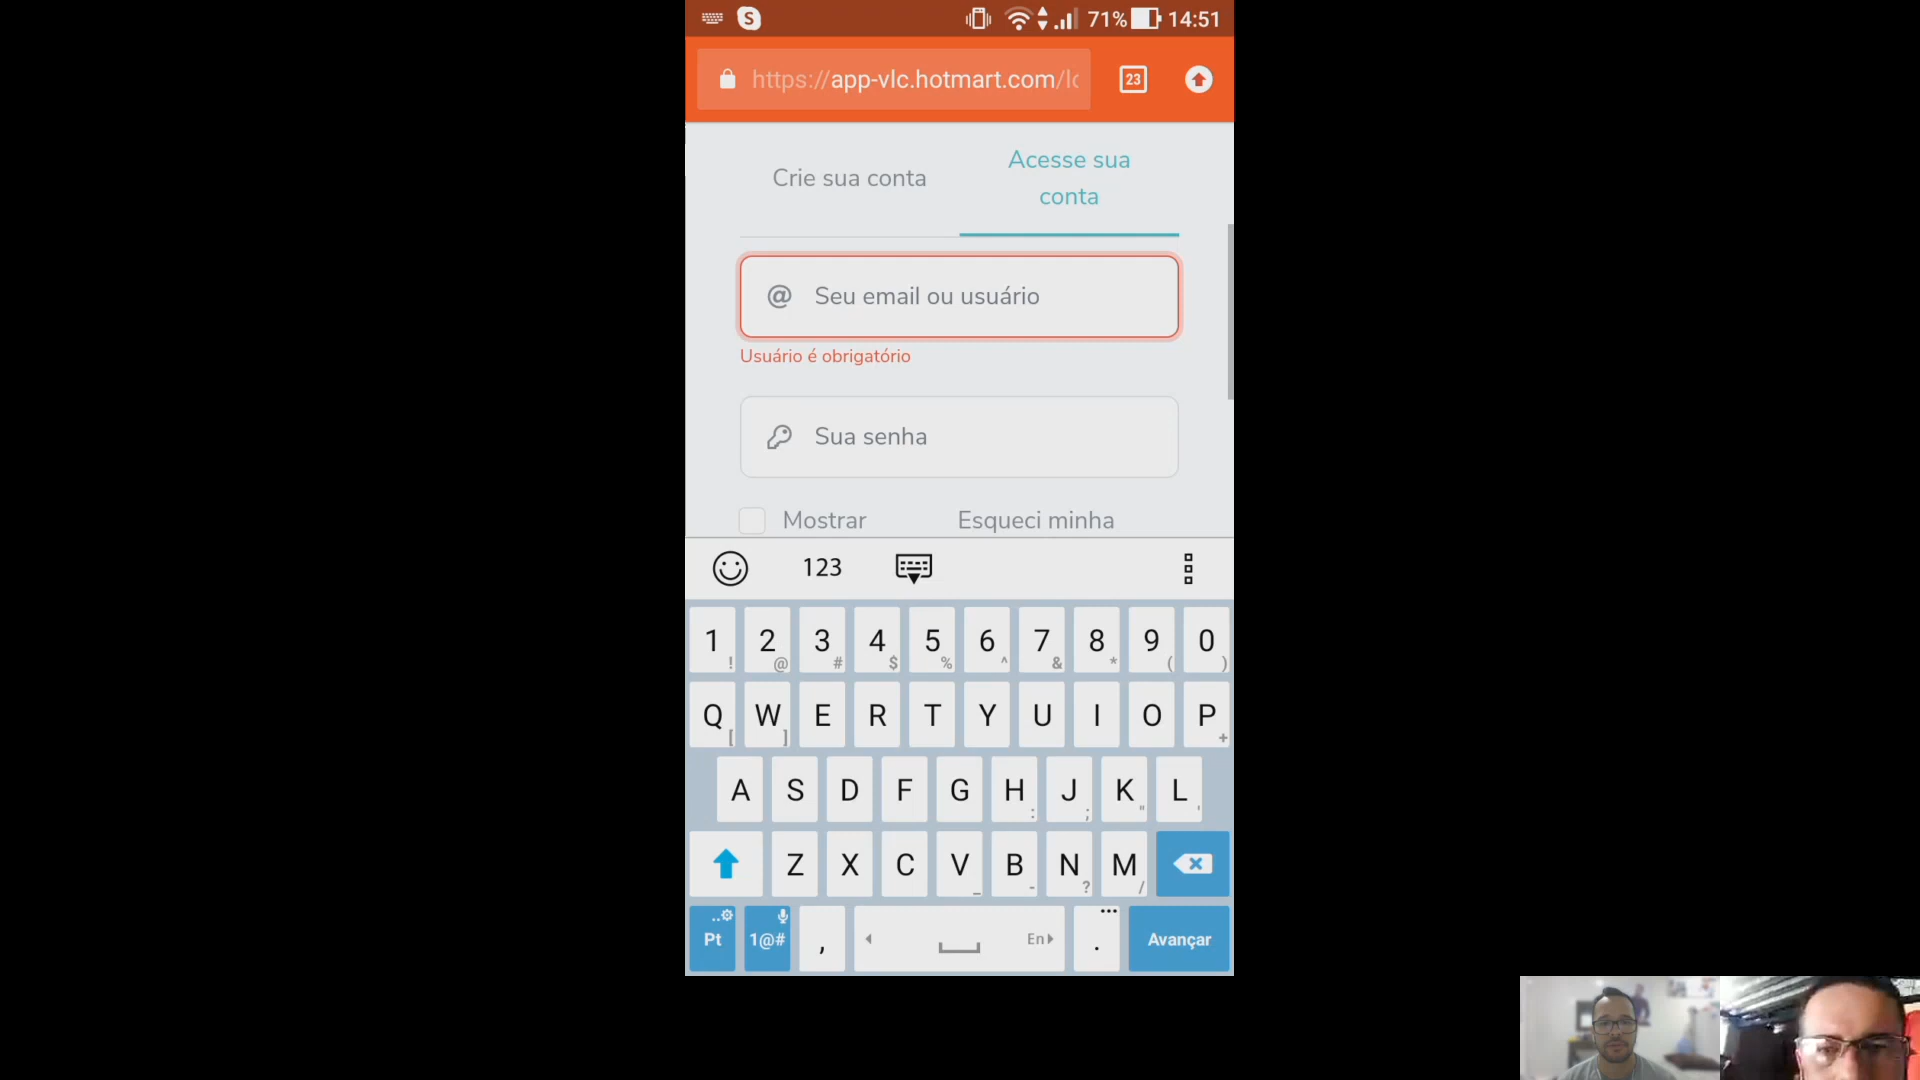 S 71% 14:51
https://app-vlc.hotmart.com/lo 23
Crie sua conta
Acesse sua
conta
@ Seu email ou usuário
Usuário é obrigatório
Sua senha
Mostrar Esqueci minha
123
1 ! 2 @ 3 # 4 $ 5 % 6 ^ 7 & 8 * 9 ( 0 )
Q [ W ] E R T Y U I O P +
A S D F G H : J ; K " L '
Z X C V _ B - N ? M /
Pt 1@# , En . ... Avançar